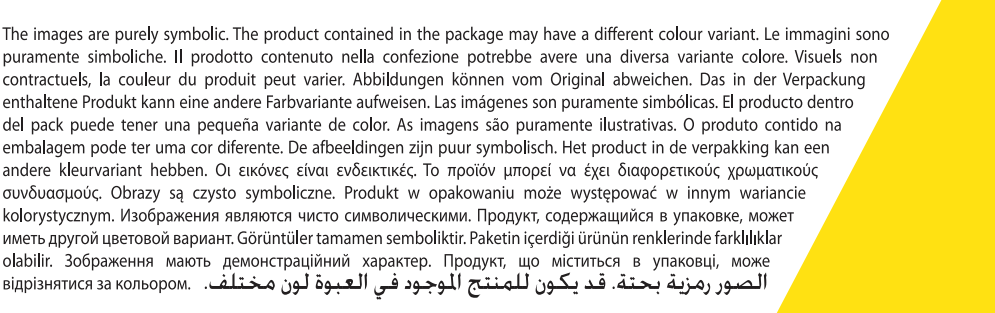 The images are purely symbolic. The product contained in the package may have a different colour variant. Le immagini sono
puramente simboliche. Il prodotto contenuto nella confezione potrebbe avere una diversa variante colore. Visuels non
contractuels, la couleur du produit peut varier. Abbildungen können vom Original abweichen. Das in der Verpackung
enthaltene Produkt kann eine andere Farbvariante aufweisen. Las imágenes son puramente simbólicas. El producto dentro
del pack puede tener una pequeña variante de color. As imagens são puramente ilustrativas. O produto contido na
embalagem pode ter uma cor diferente. De afbeeldingen zijn puur symbolisch. Het product in de verpakking kan een
andere kleurvariant hebben. Οι εικόνες είναι ενδεικτικές. Το προϊόν μπορεί να έχει διαφορετικούς χρωματικούς
συνδυασμούς. Obrazy są czysto symboliczne. Produkt w opakowaniu może występować w innym wariancie
kolorystycznym. Изображения являются чисто символическими. Продукт, содержащийся в упаковке, может
иметь другой цветовой вариант. Görüntüler tamamen semboliktir. Paketin içerdiği ürünün renklerinde farklılıklar
olabilir. Зображення мають демонстраційний характер. Продукт, що міститься в упаковці, може
відрізнятися за кольором. الصور رمزية بحتة. قد يكون للمنتج الموجود في العبوة لون مختلف.